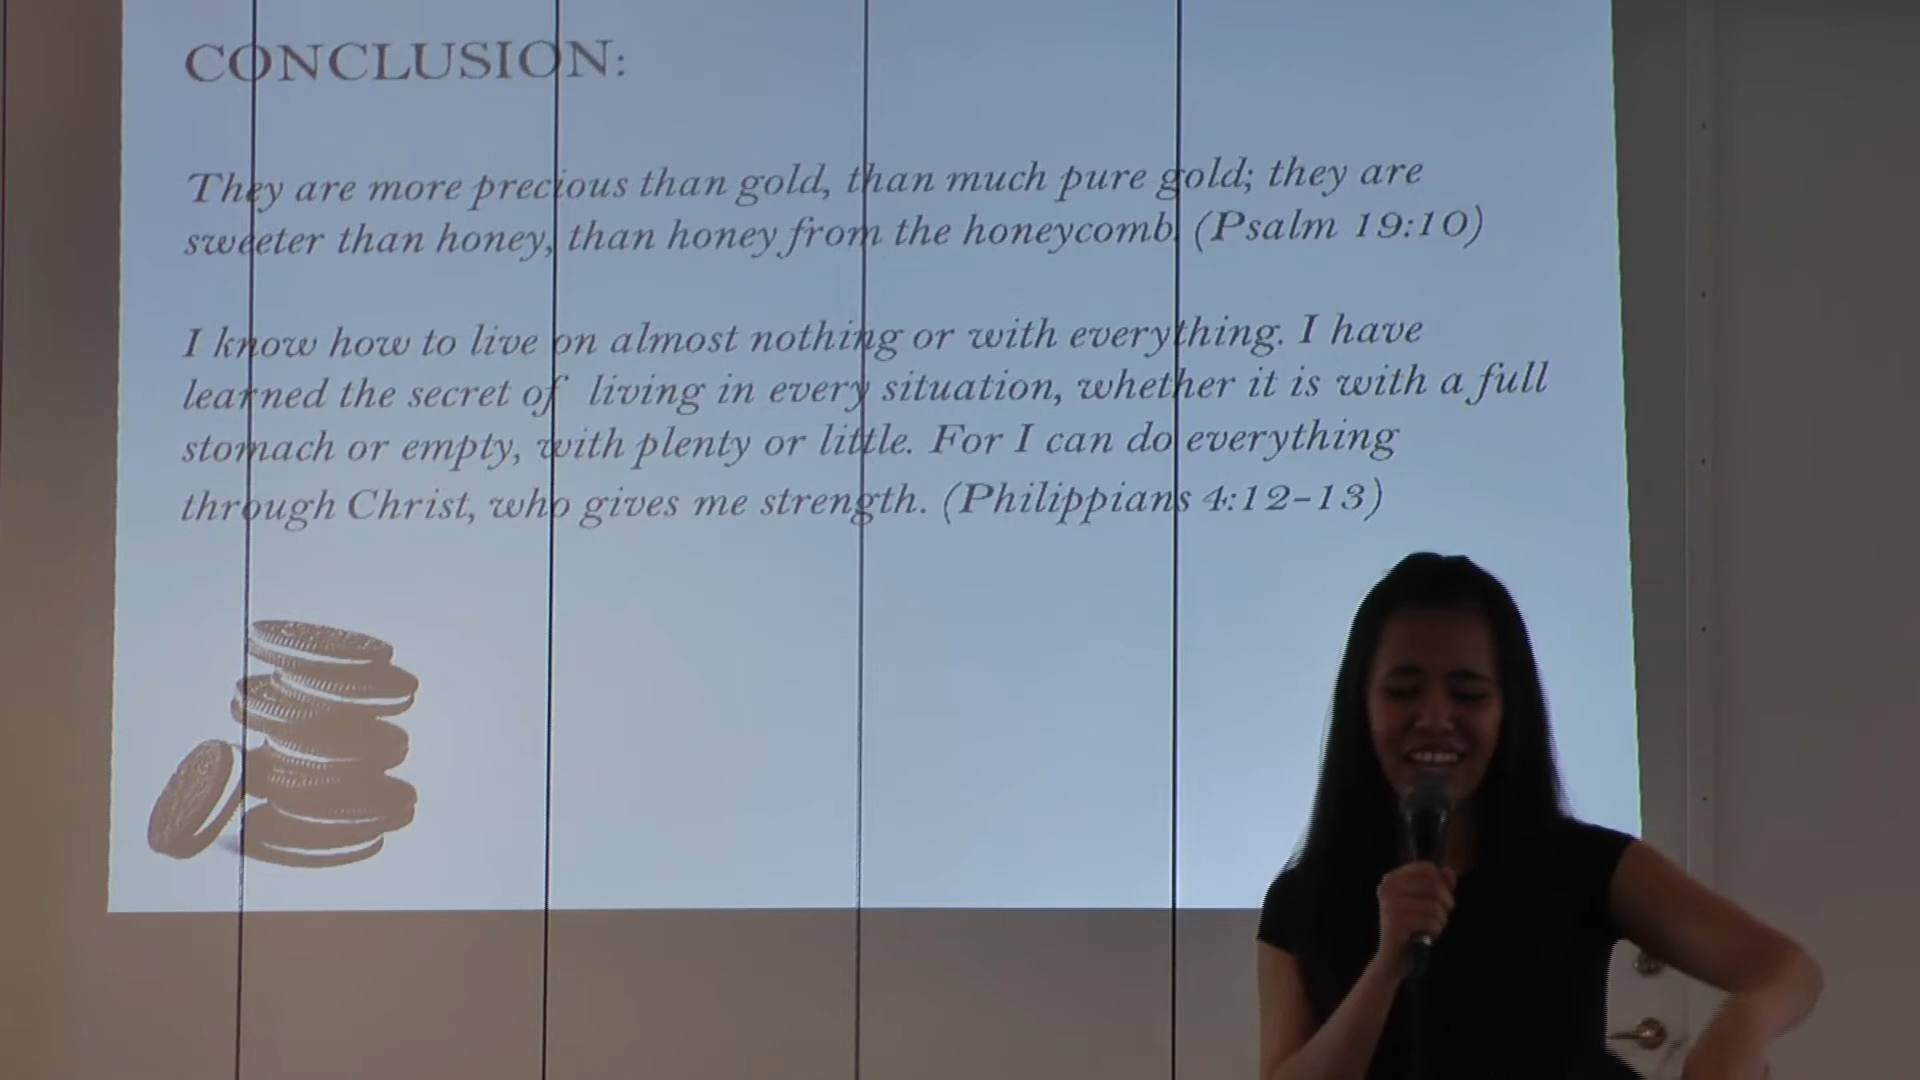 CONCLUSION:
They are more precious than gold, than much pure gold; they are
sweeter than honey, than honey from the honeycomb. (Psalm 19:10)
I know how to live on almost nothing or with everything. I have
learned the secret of living in every situation, whether it is with a full
stomach or empty, with plenty or little. For I can do everything
through Christ, who gives me strength. (Philippians 4:12-13)